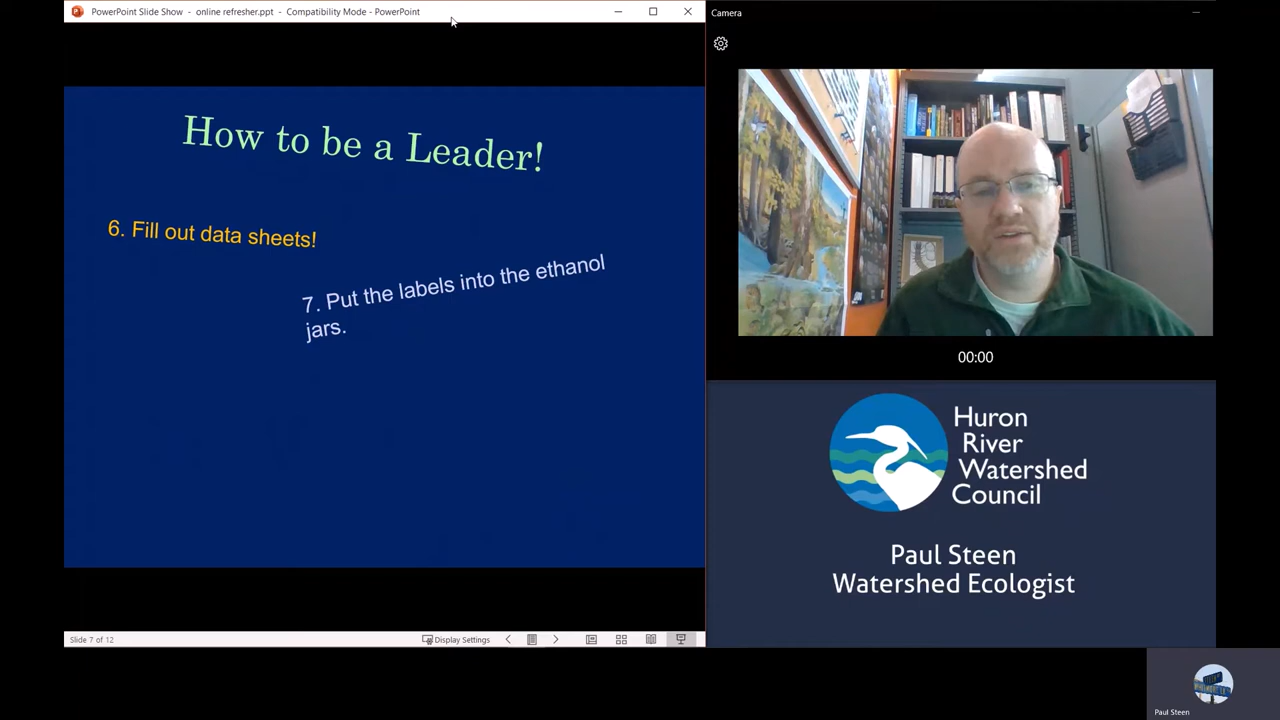 PowerPoint Slide Show - online refresher.ppt - Compatibility Mode - PowerPoint
How to be a Leader!
6. Fill out data sheets!
7. Put the labels into the ethanol
jars.
Slide 7 of 12
Display Settings
Camera
00:00
Huron
River
Watershed
Council
Paul Steen
Watershed Ecologist
Paul Steen